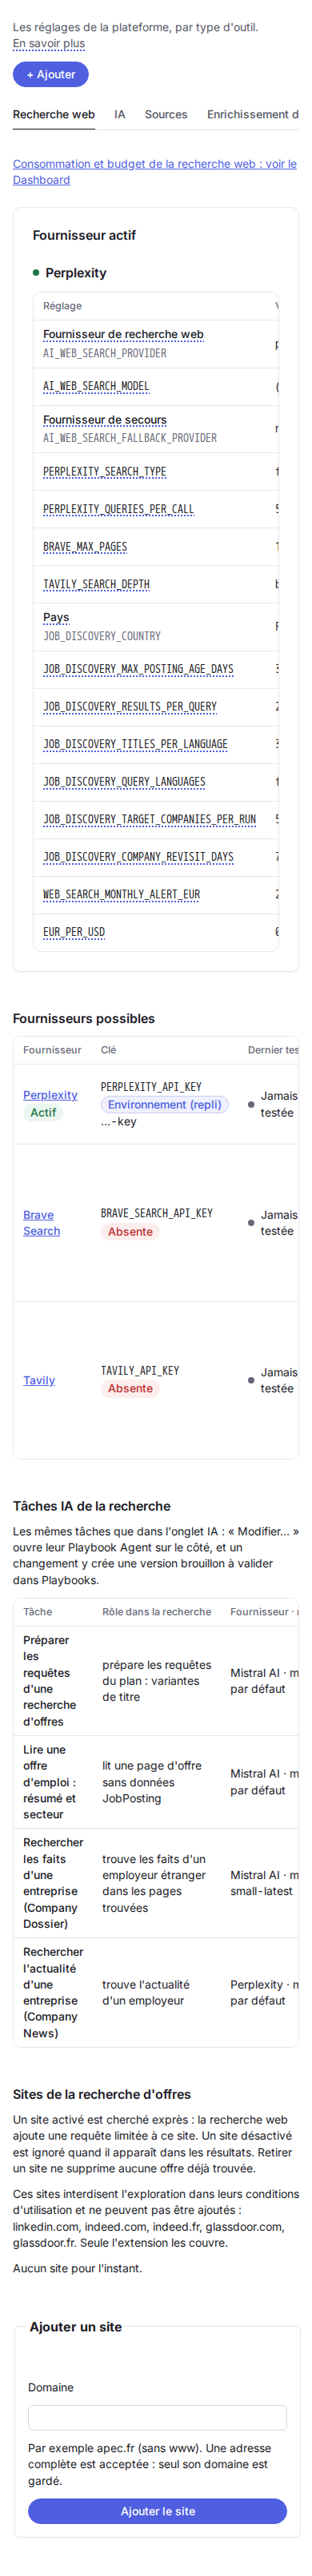 Les réglages de la plateforme, par type d'outil.
En savoir plus
+ Ajouter
Recherche web IA Sources Enrichissement d
Consommation et budget de la recherche web : voir le
Dashboard
Fournisseur actif
Perplexity
Réglage
Fournisseur de recherche web
AI_WEB_SEARCH_PROVIDER
AI_WEB_SEARCH_MODEL
Fournisseur de secours
AI_WEB_SEARCH_FALLBACK_PROVIDER
PERPLEXITY_SEARCH_TYPE
PERPLEXITY_QUERIES_PER_CALL
BRAVE_MAX_PAGES
TAVILY_SEARCH_DEPTH
Pays
JOB_DISCOVERY_COUNTRY
JOB_DISCOVERY_MAX_POSTING_AGE_DAYS
JOB_DISCOVERY_RESULTS_PER_QUERY
JOB_DISCOVERY_TITLES_PER_LANGUAGE
JOB_DISCOVERY_QUERY_LANGUAGES
JOB_DISCOVERY_TARGET_COMPANIES_PER_RUN
JOB_DISCOVERY_COMPANY_REVISIT_DAYS
WEB_SEARCH_MONTHLY_ALERT_EUR
EUR_PER_USD
Fournisseurs possibles
Fournisseur Clé Dernier tes
Perplexity
Actif
PERPLEXITY_API_KEY
Environnement (repli)
…-key
Jamais
testée
Brave
Search
BRAVE_SEARCH_API_KEY
Absente
Jamais
testée
Tavily
TAVILY_API_KEY
Absente
Jamais
testée
Tâches IA de la recherche
Les mêmes tâches que dans l'onglet IA : « Modifier… »
ouvre leur Playbook Agent sur le côté, et un
changement y crée une version brouillon à valider
dans Playbooks.
Tâche Rôle dans la recherche Fournisseur ·
Préparer
les
requêtes
d'une
recherche
d'offres
prépare les requêtes
du plan : variantes
de titre
Mistral AI · m
par défaut
Lire une
offre
d'emploi :
résumé et
secteur
lit une page d'offre
sans données
JobPosting
Mistral AI · m
par défaut
Rechercher
les faits
d'une
entreprise
(Company
Dossier)
trouve les faits d'un
employeur étranger
dans les pages
trouvées
Mistral AI · m
small-latest
Rechercher
l'actualité
d'une
entreprise
(Company
News)
trouve l'actualité
d'un employeur
Perplexity · m
par défaut
Sites de la recherche d'offres
Un site activé est cherché exprès : la recherche web
ajoute une requête limitée à ce site. Un site désactivé
est ignoré quand il apparaît dans les résultats. Retirer
un site ne supprime aucune offre déjà trouvée.
Ces sites interdisent l'exploration dans leurs conditions
d'utilisation et ne peuvent pas être ajoutés :
linkedin.com, indeed.com, indeed.fr, glassdoor.com,
glassdoor.fr. Seule l'extension les couvre.
Aucun site pour l'instant.
Ajouter un site
Domaine
Par exemple apec.fr (sans www). Une adresse
complète est acceptée : seul son domaine est
gardé.
Ajouter le site